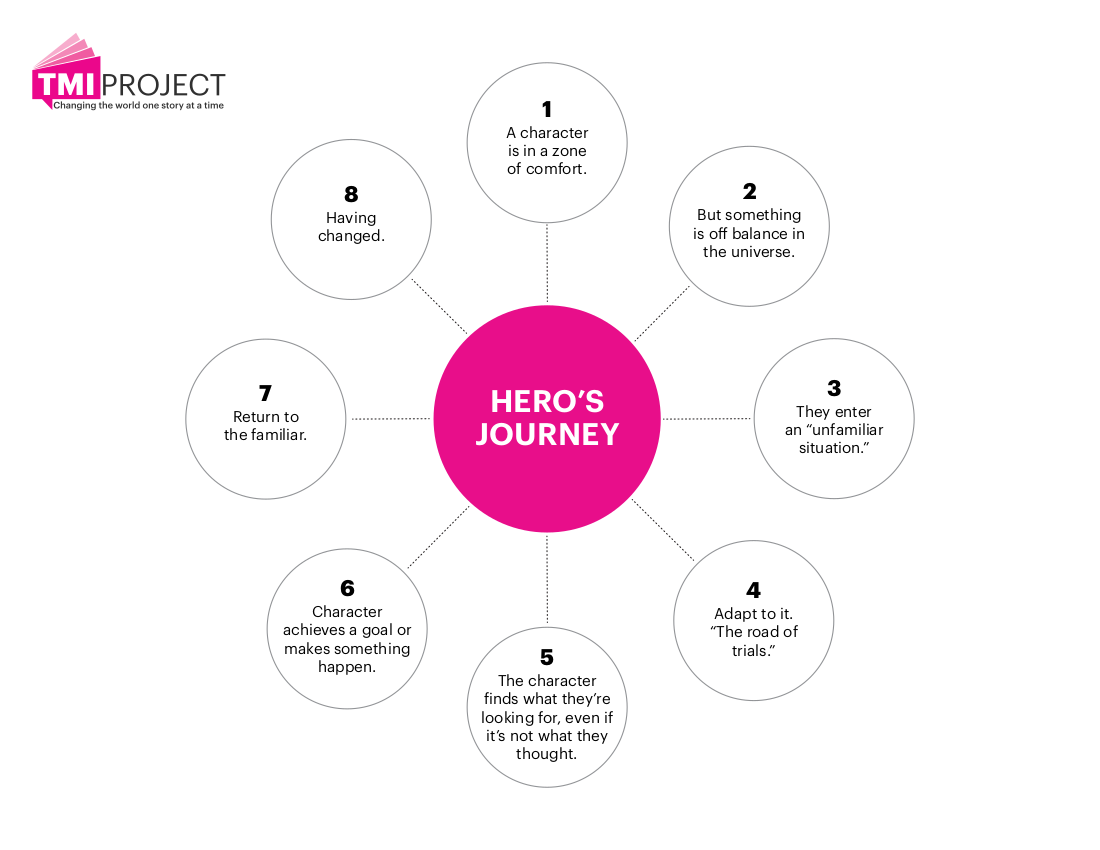 TMI PROJECT
Changing the world one story at a time
1
A character
is in a zone
of comfort.
2
But something
is off balance in
the universe.
3
They enter
an “unfamiliar
situation.”
4
Adapt to it.
“The road of
trials.”
5
The character
finds what they’re
looking for, even if
it’s not what they
thought.
6
Character
achieves a goal or
makes something
happen.
7
Return to
the familiar.
8
Having
changed.
HERO’S
JOURNEY